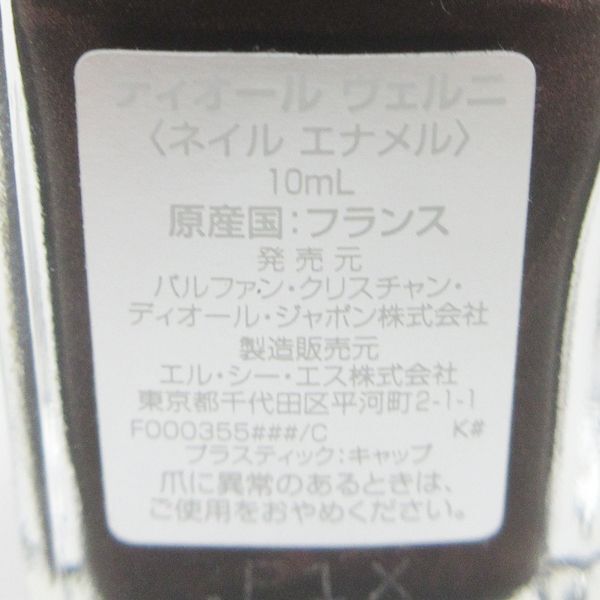 ディオール ヴェルニ
〈ネイル エナメル〉
10mL
原産国:フランス
発 売 元
パルファン・クリスチャン・
ディオール・ジャポン株式会社
製造販売元
エル・シー・エス株式会社
東京都千代田区平河町2-1-1
F000355###/C K#
プラスティック:キャップ
爪に異常のあるときは、
ご使用をおやめください。
P1X